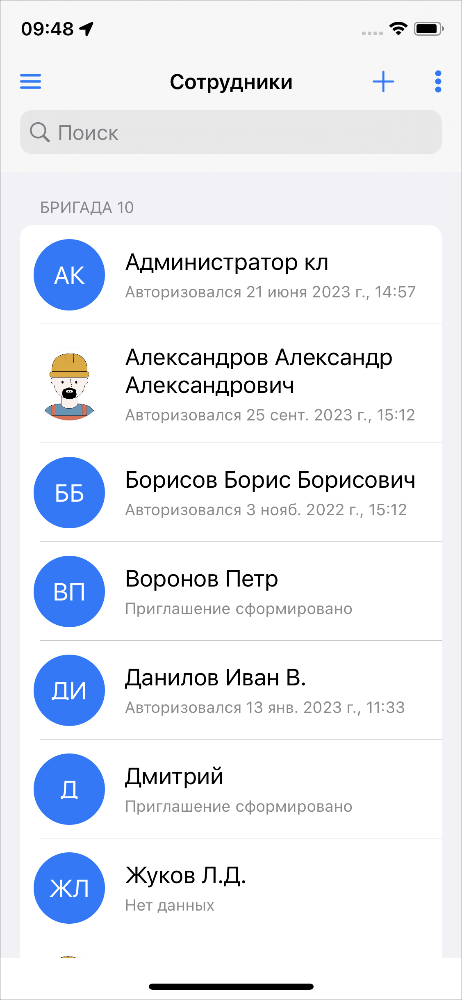 09:48
Сотрудники
Поиск
БРИГАДА 10
АК
Администратор кл
Авторизовался 21 июня 2023 г., 14:57
Александров Александр
Александрович
Авторизовался 25 сент. 2023 г., 15:12
ББ
Борисов Борис Борисович
Авторизовался 3 нояб. 2022 г., 15:12
ВП
Воронов Петр
Приглашение сформировано
ДИ
Данилов Иван В.
Авторизовался 13 янв. 2023 г., 11:33
Д
Дмитрий
Приглашение сформировано
ЖЛ
Жуков Л.Д.
Нет данных